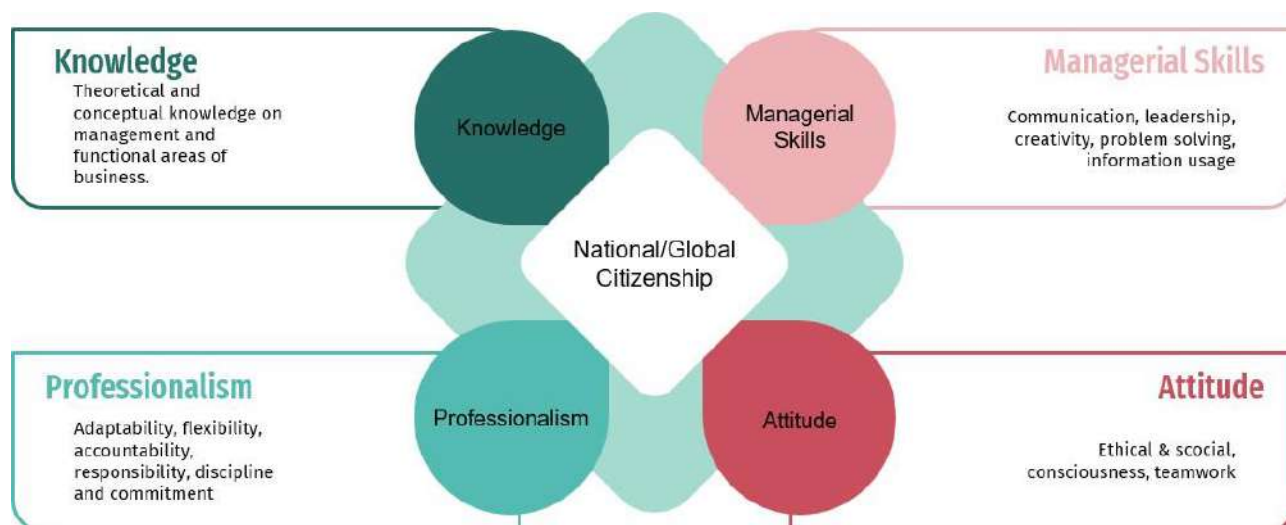 Knowledge
Theoretical and
conceptual knowledge on
management and
functional areas of
business.
Knowledge
Managerial
Skills
Managerial Skills
Communication, leadership,
creativity, problem solving,
information usage
National/Global
Citizenship
Professionalism
Adaptability, flexibility,
accountability,
responsibility, discipline
and commitment
Professionalism
Attitude
Attitude
Ethical & scocial,
consciousness, teamwork